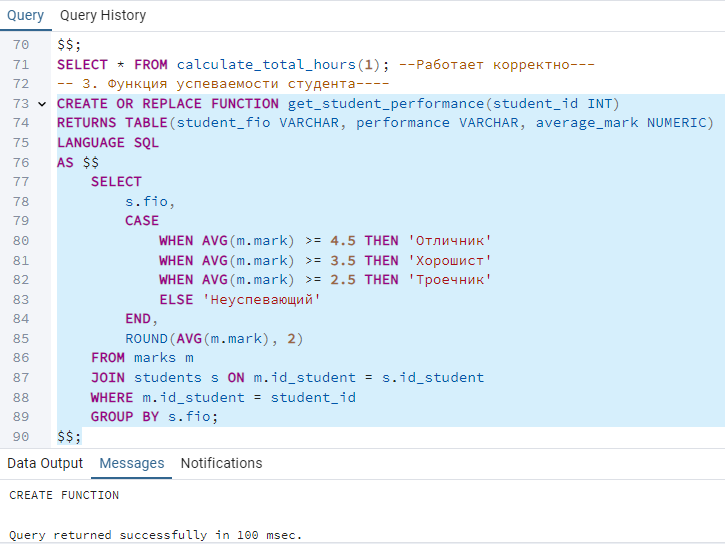 Query Query History
70 $$;
71 SELECT * FROM calculate_total_hours(1); --Работает корректно---
72 -- 3. Функция успеваемости студента----
73 CREATE OR REPLACE FUNCTION get_student_performance(student_id INT)
74 RETURNS TABLE(student_fio VARCHAR, performance VARCHAR, average_mark NUMERIC)
75 LANGUAGE SQL
76 AS $$
77 SELECT
78 s.fio,
79 CASE
80 WHEN AVG(m.mark) >= 4.5 THEN 'Отличник'
81 WHEN AVG(m.mark) >= 3.5 THEN 'Хорошист'
82 WHEN AVG(m.mark) >= 2.5 THEN 'Троечник'
83 ELSE 'Неуспевающий'
84 END,
85 ROUND(AVG(m.mark), 2)
86 FROM marks m
87 JOIN students s ON m.id_student = s.id_student
88 WHERE m.id_student = student_id
89 GROUP BY s.fio;
90 $$;
Data Output Messages Notifications
CREATE FUNCTION
Query returned successfully in 100 msec.